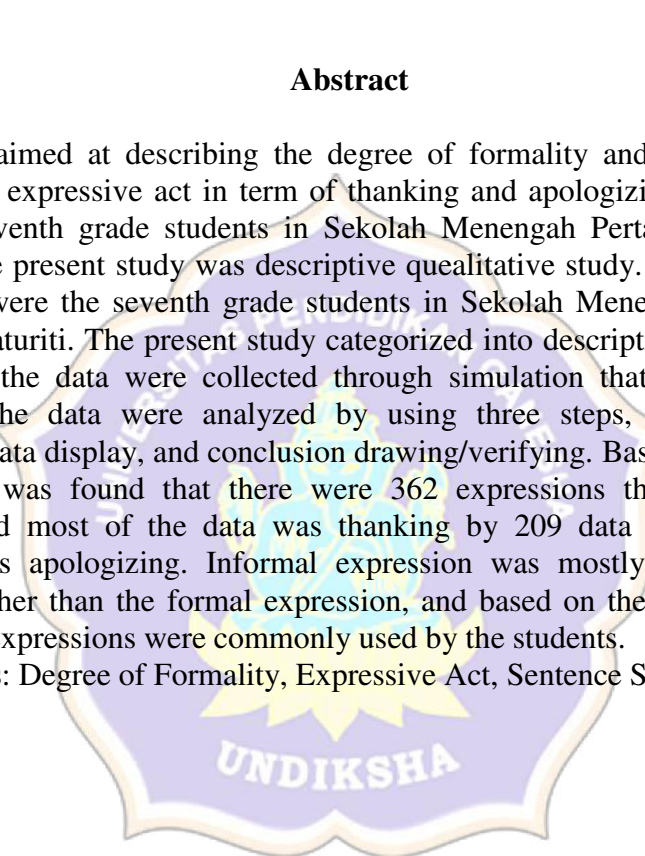 Abstract
aimed at describing the degree of formality and
expressive act in term of thanking and apologizi
venth grade students in Sekolah Menengah Perta
e present study was descriptive quealitative study.
were the seventh grade students in Sekolah Mene
aturiti. The present study categorized into descript
the data were collected through simulation that
he data were analyzed by using three steps,
ata display, and conclusion drawing/verifying. Bas
was found that there were 362 expressions th
d most of the data was thanking by 209 data
s apologizing. Informal expression was mostly
her than the formal expression, and based on the
expressions were commonly used by the students.
s: Degree of Formality, Expressive Act, Sentence S
UNIVERSITAS PENDIDIKAN GANESHA
UNDIKSHA